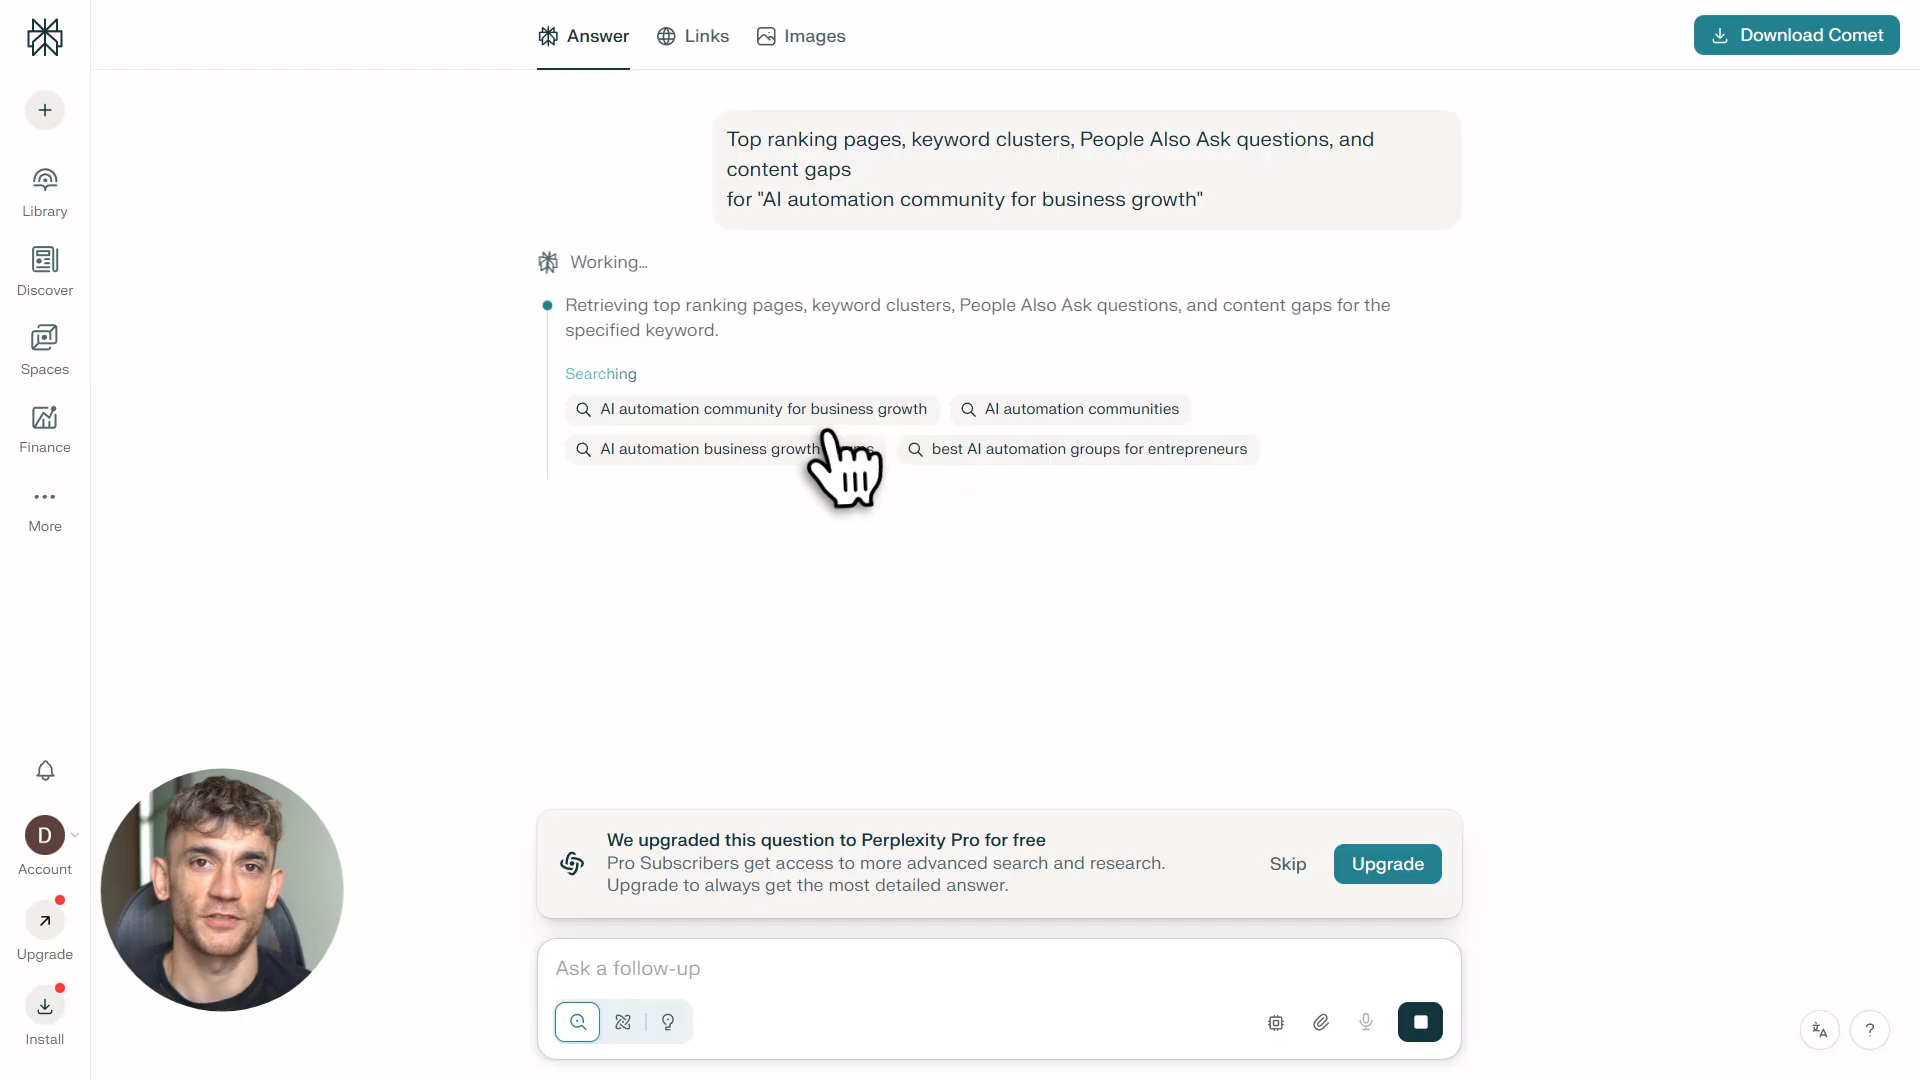 Answer
Links
Images
Download Comet
Library
Discover
Spaces
Finance
More
Top ranking pages, keyword clusters, People Also Ask questions, and
content gaps
for "AI automation community for business growth"
Working...
Retrieving top ranking pages, keyword clusters, People Also Ask questions, and content gaps for the
specified keyword.
Searching
AI automation community for business growth
AI automation communities
AI automation business growth
best AI automation groups for entrepreneurs
We upgraded this question to Perplexity Pro for free
Pro Subscribers get access to more advanced search and research.
Upgrade to always get the most detailed answer.
Skip
Upgrade
D
Account
Upgrade
Install
Ask a follow-up
?